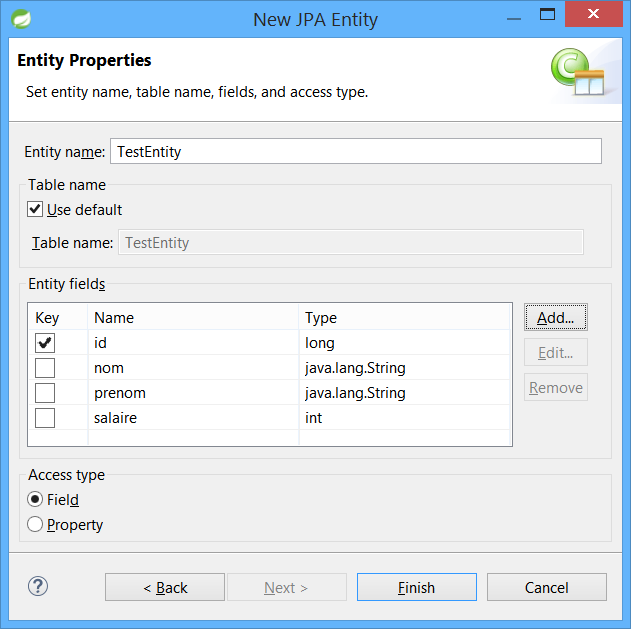 New JPA Entity
Entity Properties
Set entity name, table name, fields, and access type.
Entity name: TestEntity
Table name
Use default
Table name: TestEntity
Entity fields
Key Name Type
id long
nom java.lang.String
prenom java.lang.String
salaire int
Add...
Edit...
Remove
Access type
Field
Property
? < Back Next > Finish Cancel